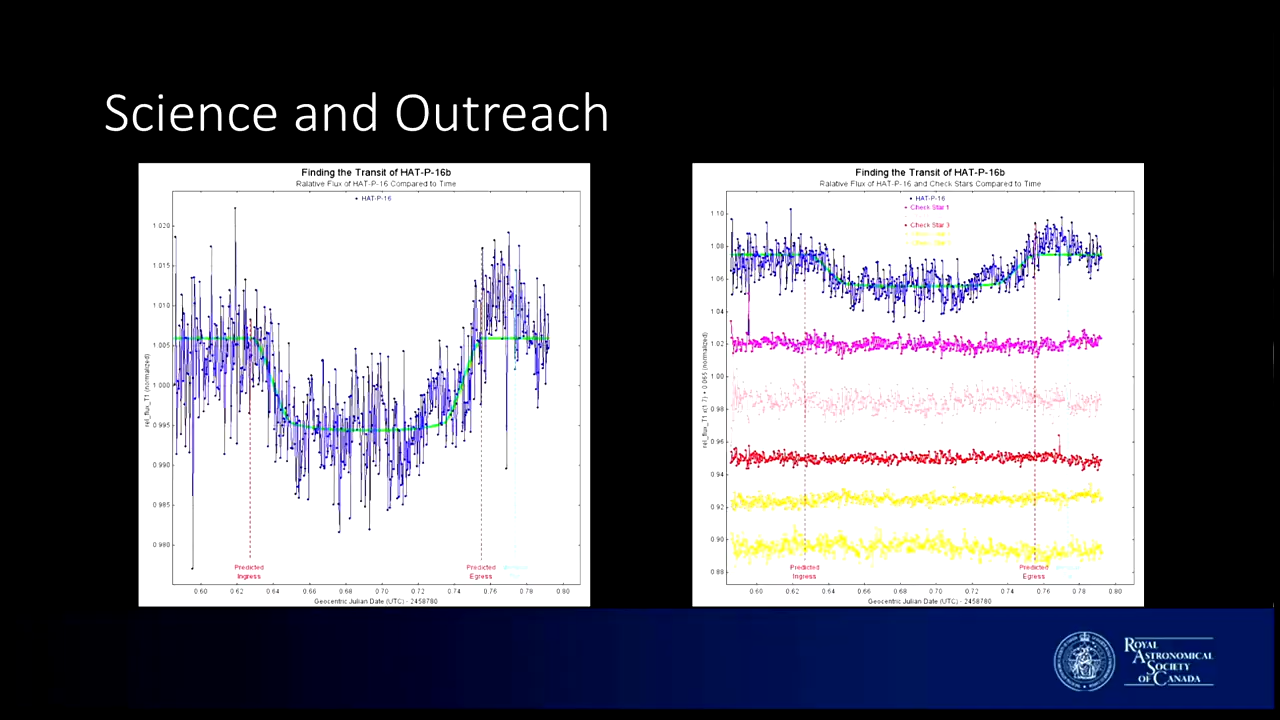 Science and Outreach
Finding the Transit of HAT-P-16b
Ralative Flux of HAT-P-16 Compared to Time
HAT-P-16
1.020
1.015
1.010
1.005
1.000
0.995
0.990
0.985
0.980
rel_flux_T1 (normalized)
Predicted
Ingress
Predicted
Egress
0.60 0.62 0.64 0.66 0.68 0.70 0.72 0.74 0.76 0.78 0.80
Geocentric Julian Date (UTC) - 2458780
Finding the Transit of HAT-P-16b
Ralative Flux of HAT-P-16 and Check Stars Compared to Time
HAT-P-16
Check Star 1
Check Star 3
1.10
1.08
1.06
1.04
1.02
1.00
0.98
0.96
0.94
0.92
0.90
0.88
Predicted
Ingress
Predicted
Egress
0.60 0.62 0.64 0.66 0.68 0.70 0.72 0.74 0.76 0.78 0.80
Geocentric Julian Date (UTC) - 2458780
ROYAL
ASTRONOMICAL
SOCIETY
OF CANADA